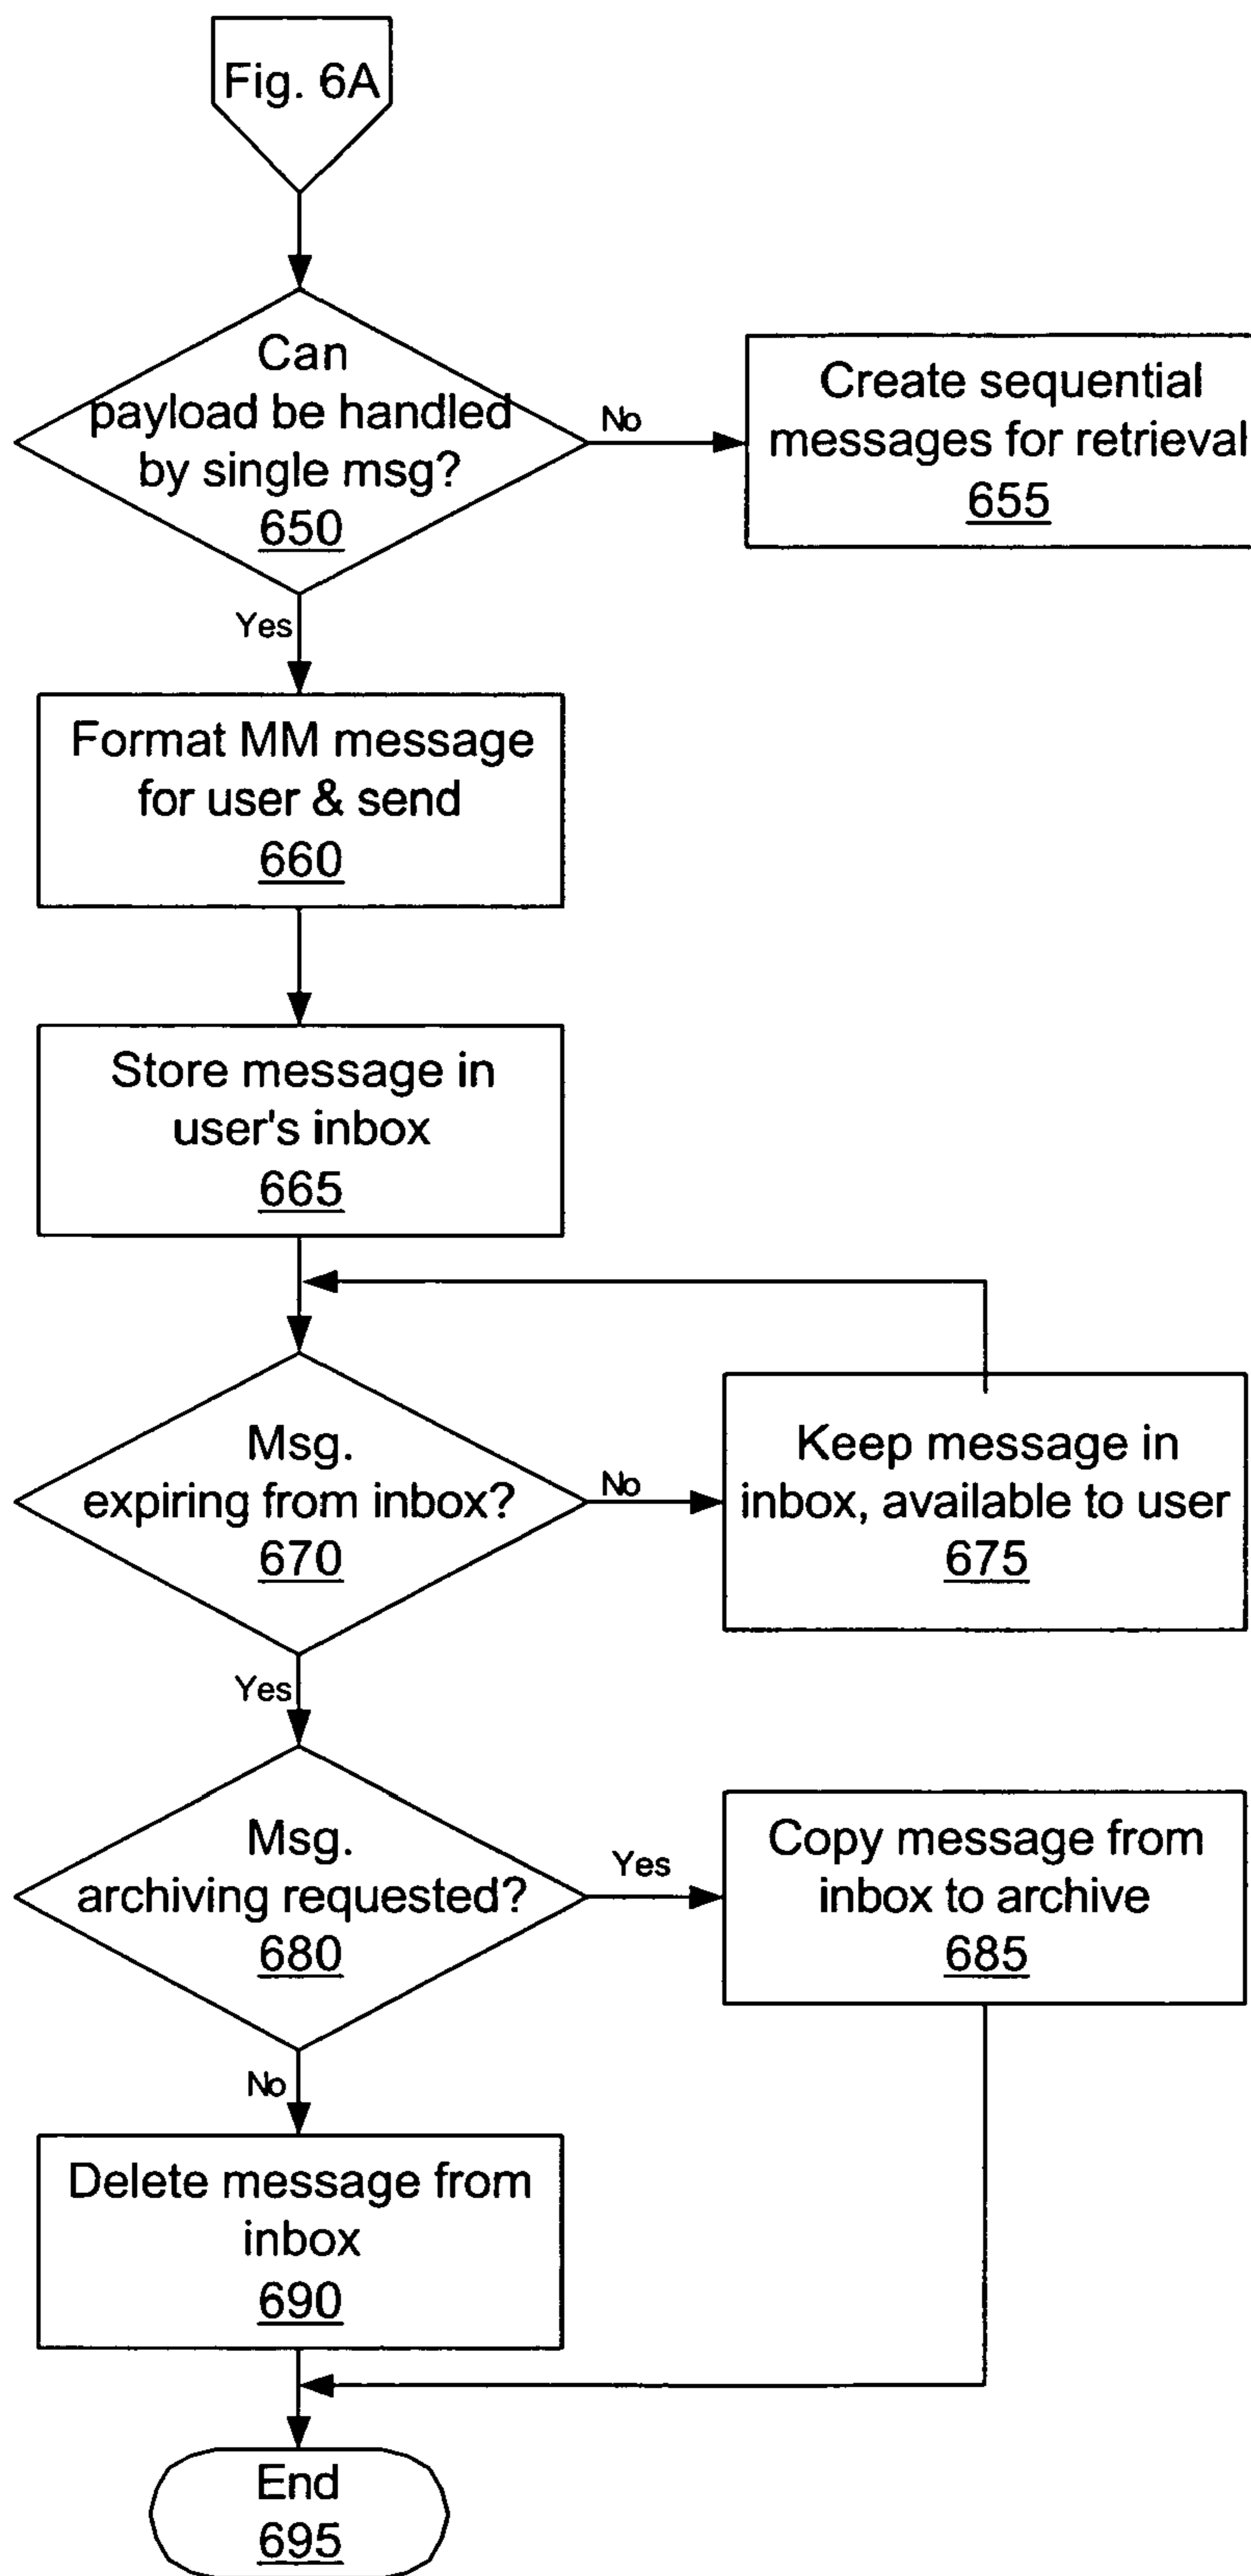 Fig. 6A
Can
payload be handled
by single msg?
650
No
Create sequential
messages for retrieval
655
Yes
Format MM message
for user & send
660
Store message in
user's inbox
665
Msg.
expiring from inbox?
670
No
Keep message in
inbox, available to user
675
Yes
Msg.
archiving requested?
680
Yes
Copy message from
inbox to archive
685
No
Delete message from
inbox
690
End
695